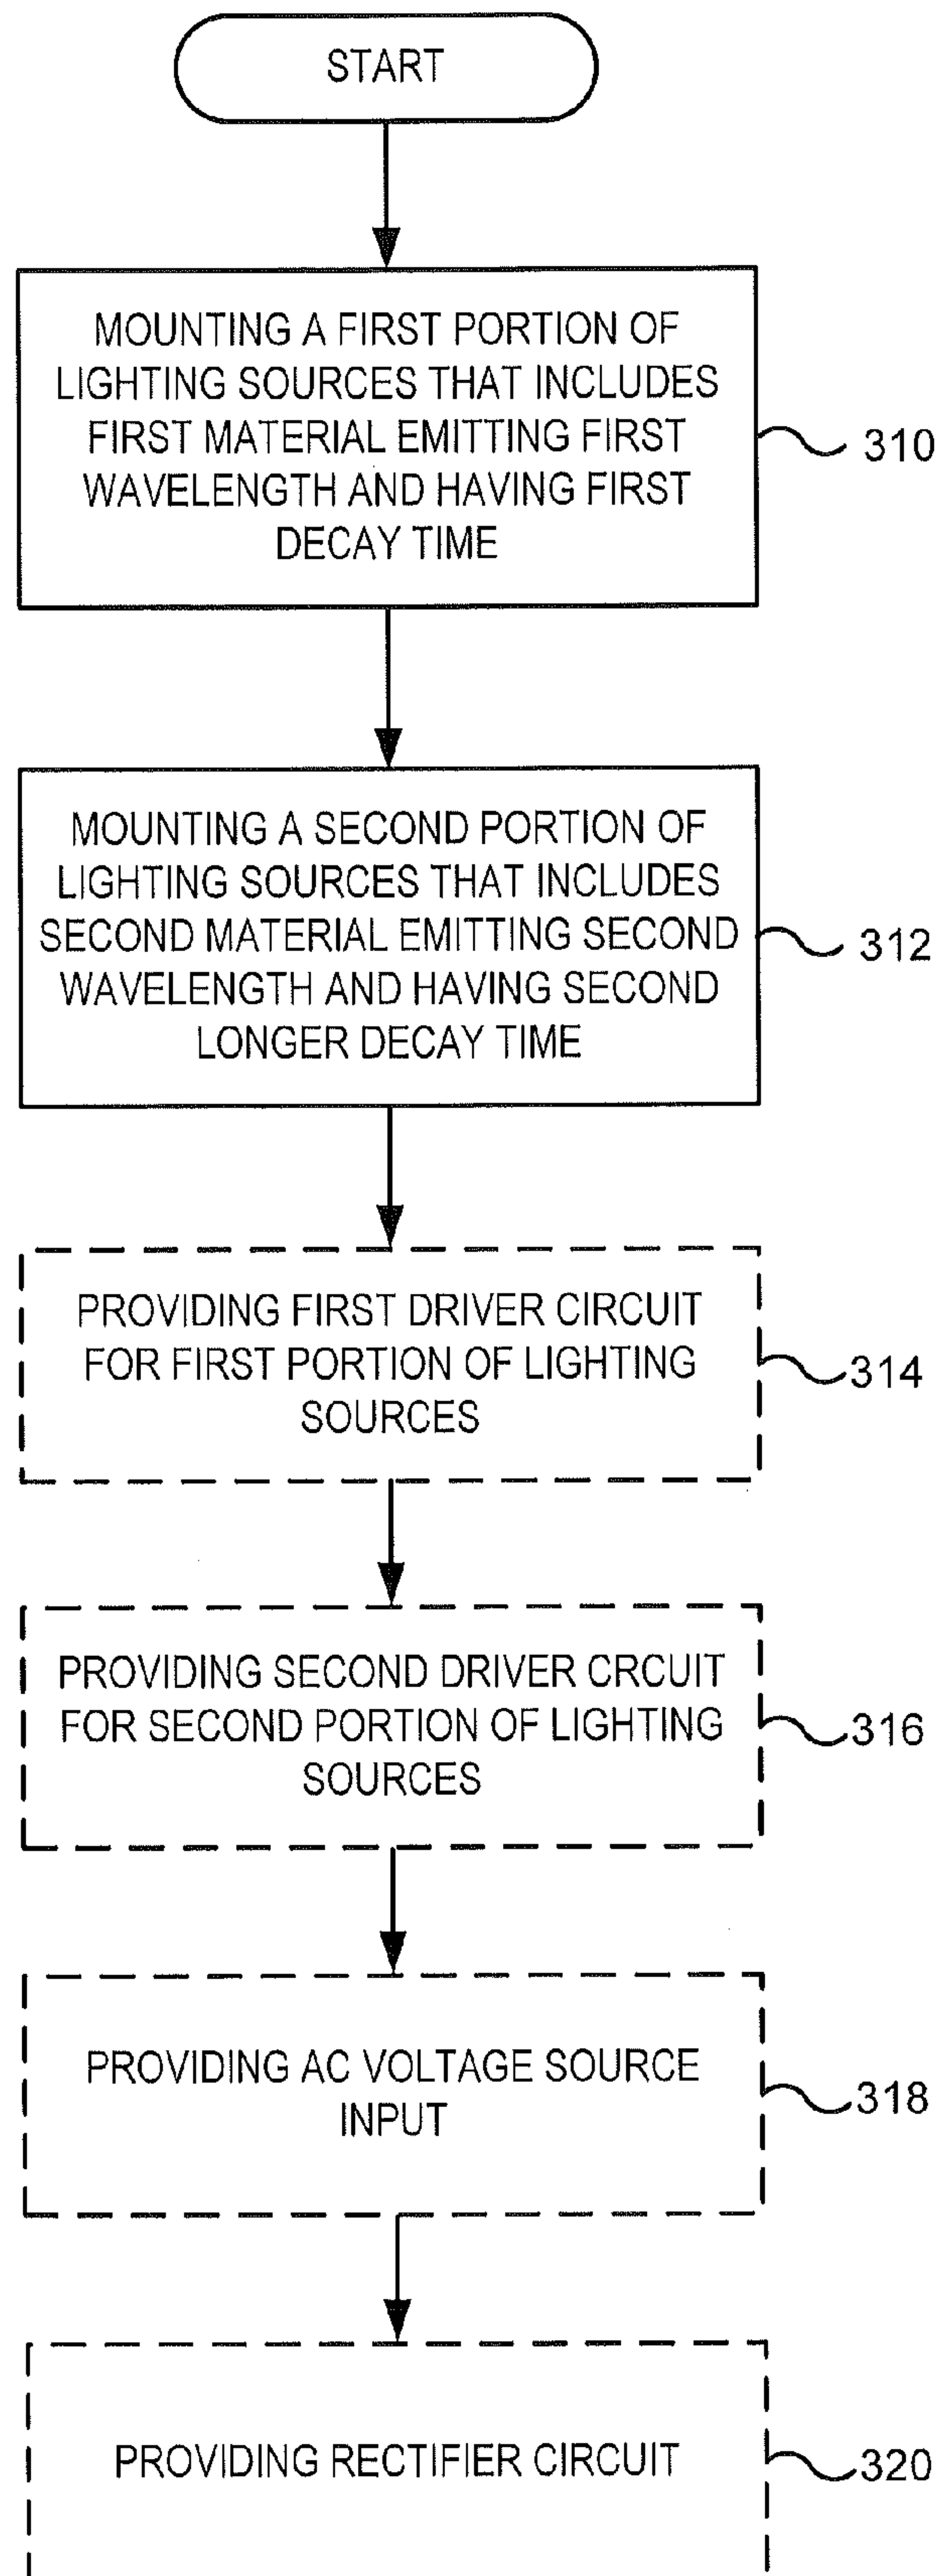 START
MOUNTING A FIRST PORTION OF
LIGHTING SOURCES THAT INCLUDES
FIRST MATERIAL EMITTING FIRST
WAVELENGTH AND HAVING FIRST
DECAY TIME
310
MOUNTING A SECOND PORTION OF
LIGHTING SOURCES THAT INCLUDES
SECOND MATERIAL EMITTING SECOND
WAVELENGTH AND HAVING SECOND
LONGER DECAY TIME
312
PROVIDING FIRST DRIVER CIRCUIT
FOR FIRST PORTION OF LIGHTING
SOURCES
314
PROVIDING SECOND DRIVER CRCUIT
FOR SECOND PORTION OF LIGHTING
SOURCES
316
PROVIDING AC VOLTAGE SOURCE
INPUT
318
PROVIDING RECTIFIER CIRCUIT
320